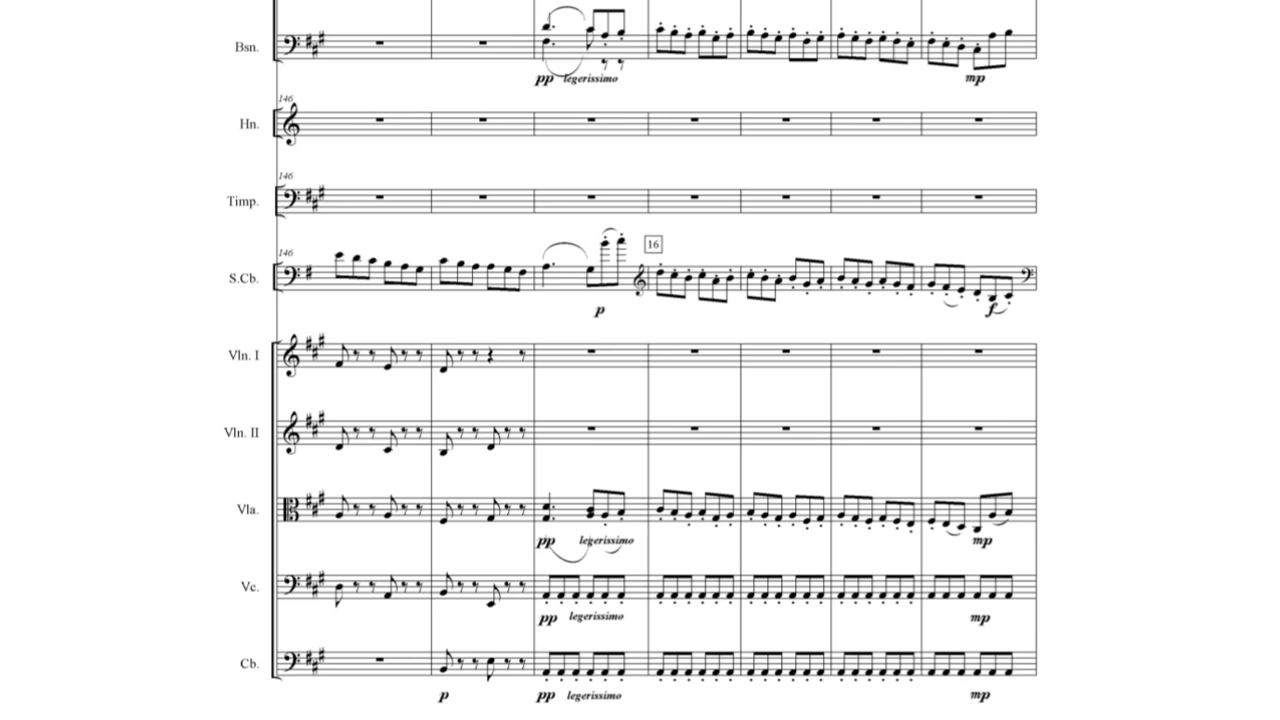 Bsn.
pp legerissimo mp
146
Hn.
146
Timp.
146
16
S.Cb.
p f
Vln. I
Vln. II
Vla.
pp legerissimo mp
Vc.
pp legerissimo mp
Cb.
p pp legerissimo mp